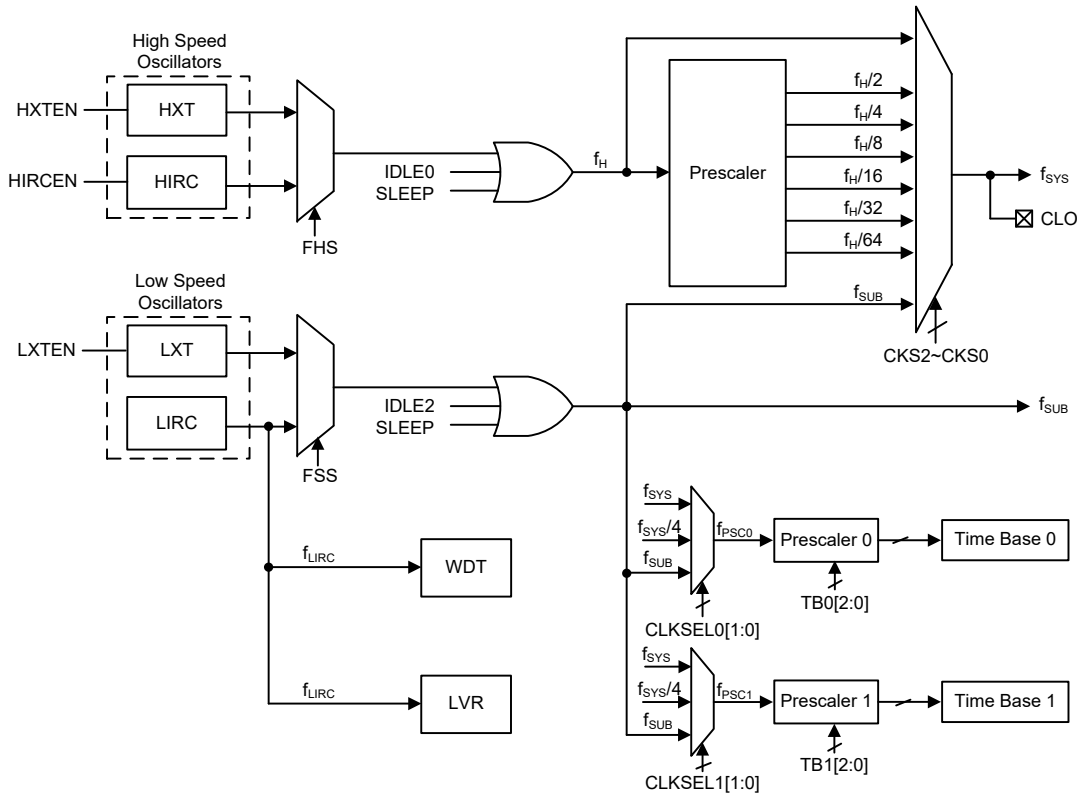 High Speed
Oscillators
HXTEN
HXT
HIRCEN
HIRC
FHS
IDLE0
SLEEP
fH
Prescaler
fH/2
fH/4
fH/8
fH/16
fH/32
fH/64
fSUB
CKS2~CKS0
fSYS
CLO
Low Speed
Oscillators
LXTEN
LXT
LIRC
FSS
IDLE2
SLEEP
fSUB
fLIRC
WDT
fLIRC
LVR
fSYS
fSYS/4
fSUB
fPSC0
CLKSEL0[1:0]
Prescaler 0
TB0[2:0]
Time Base 0
fSYS
fSYS/4
fSUB
fPSC1
CLKSEL1[1:0]
Prescaler 1
TB1[2:0]
Time Base 1